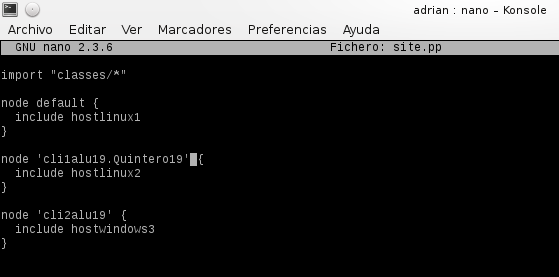 adrian : nano – Konsole
Archivo Editar Ver Marcadores Preferencias Ayuda
GNU nano 2.3.6 Fichero: site.pp
import "classes/*"
node default {
include hostlinux1
}
node 'cli1alu19.Quintero19' {
include hostlinux2
}
node 'cli2alu19' {
include hostwindows3
}